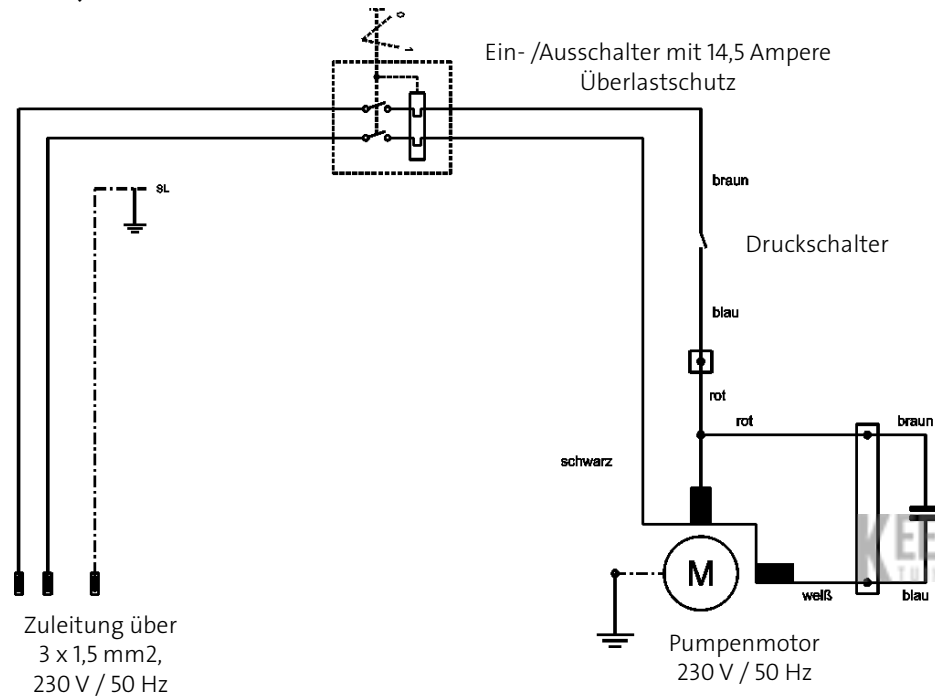 Ein- /Ausschalter mit 14,5 Ampere
Überlastschutz
SL
braun
Druckschalter
blau
rot
rot
braun
schwarz
M
weiß
blau
Zuleitung über
3 x 1,5 mm2,
230 V / 50 Hz
Pumpenmotor
230 V / 50 Hz